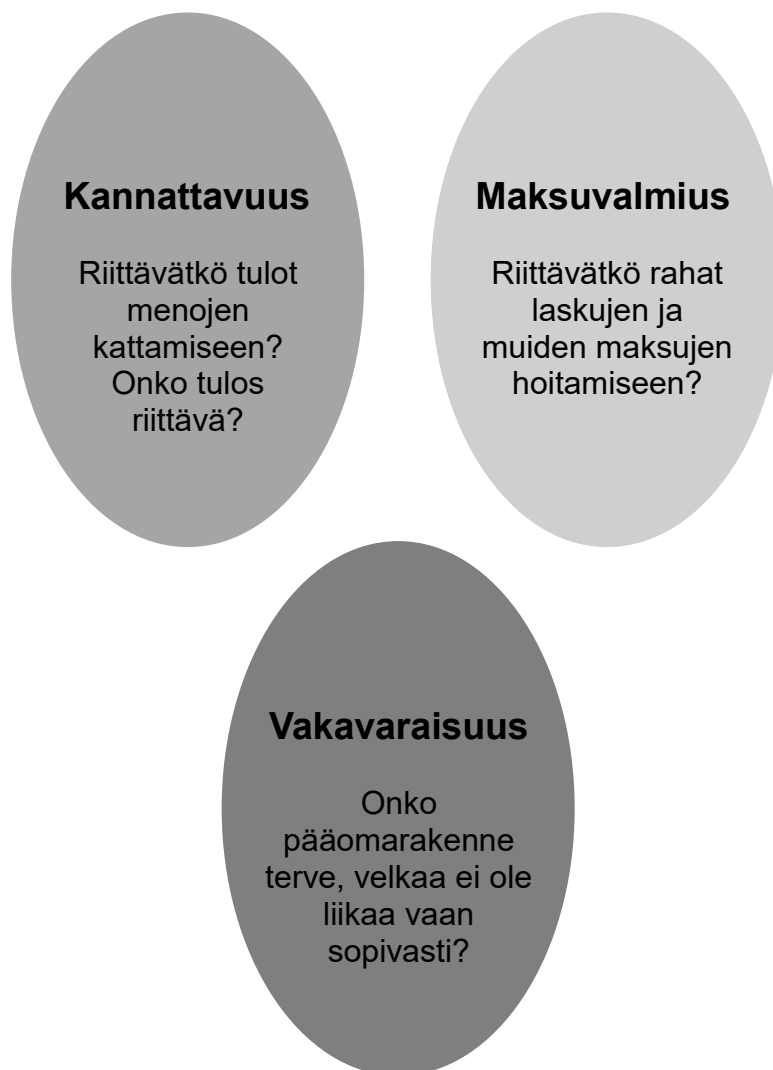 Kannattavuus
Riittävätkö tulot
menojen
kattamiseen?
Onko tulos
riittävä?
Maksuvalmius
Riittävätkö rahat
laskujen ja
muiden maksujen
hoitamiseen?
Vakavaraisuus
Onko
pääomarakenne
terve, velkaa ei ole
liikaa vaan
sopivasti?